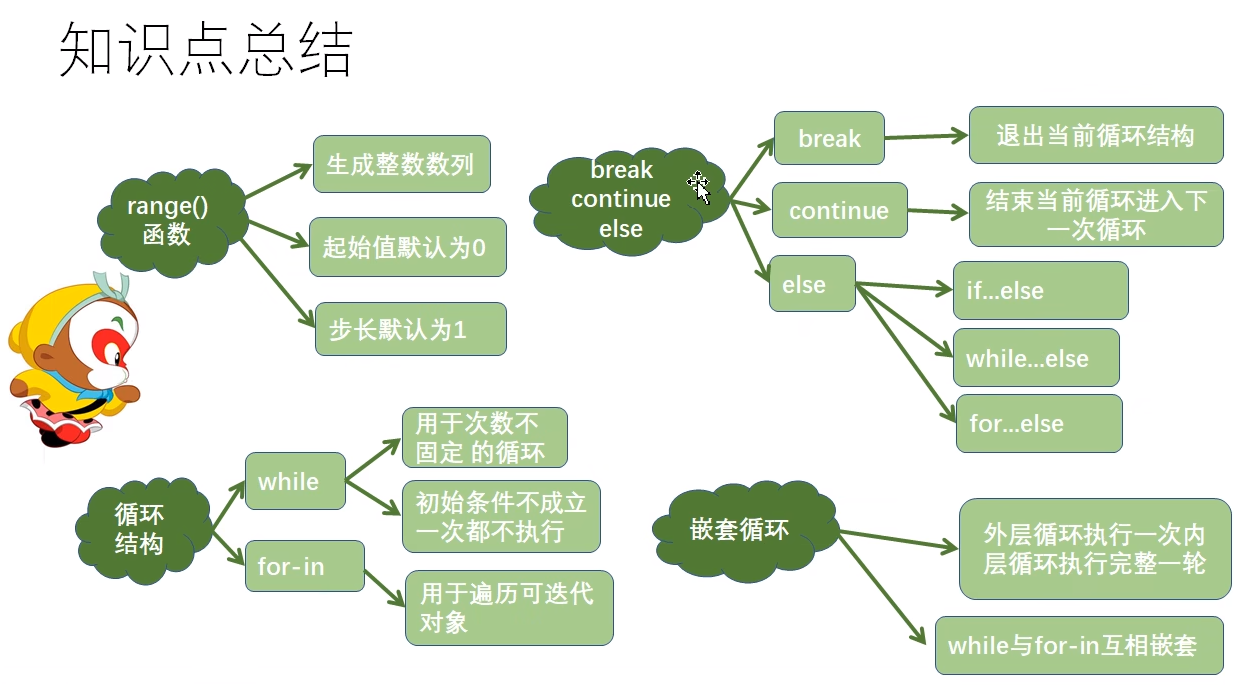 知识点总结
range()
函数
生成整数数列
起始值默认为0
步长默认为1
break
continue
else
break
退出当前循环结构
continue
结束当前循环进入下
一次循环
else
if...else
while...else
for...else
循环
结构
while
用于次数不
固定 的循环
初始条件不成立
一次都不执行
for-in
用于遍历可迭代
对象
嵌套循环
外层循环执行一次内
层循环执行完整一轮
while与for-in互相嵌套